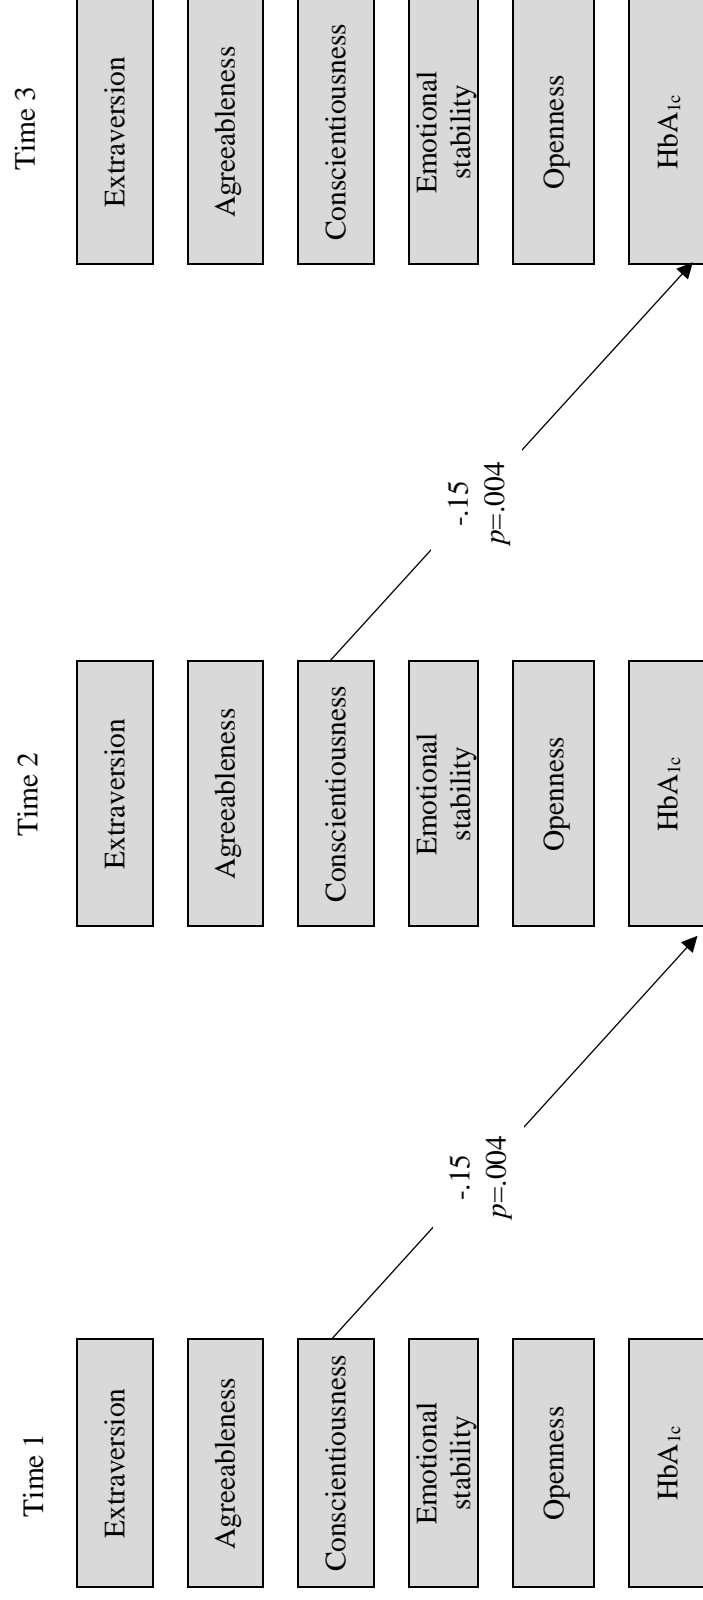 Time 1
Extraversion
Agreeableness
Conscientiousness
Emotional
stability
Openness
HbA1c
-.15
p=.004
Time 2
Extraversion
Agreeableness
Conscientiousness
Emotional
stability
Openness
HbA1c
-.15
p=.004
Time 3
Extraversion
Agreeableness
Conscientiousness
Emotional
stability
Openness
HbA1c